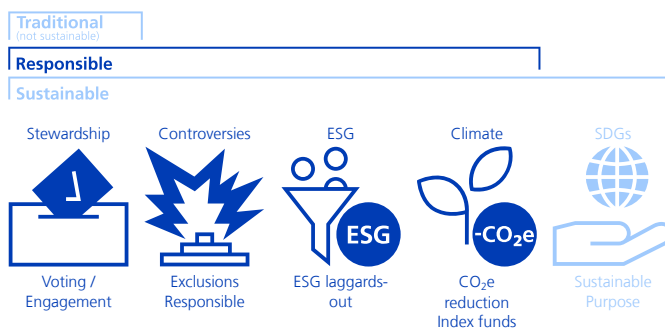 Traditional
(not sustainable)
Responsible
Sustainable
Stewardship
Controversies
ESG
Climate
SDGs
ESG
-CO₂e
Voting /
Engagement
Exclusions
Responsible
ESG laggards-
out
CO₂e
reduction
Index funds
Sustainable
Purpose